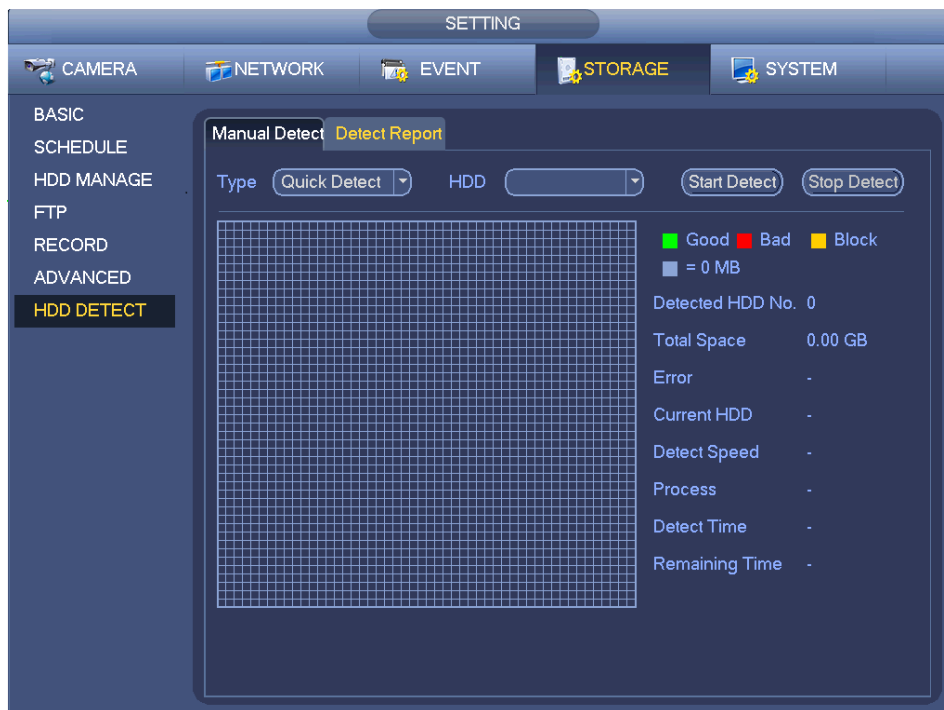 SETTING
CAMERA NETWORK EVENT STORAGE SYSTEM
BASIC
SCHEDULE
HDD MANAGE
FTP
RECORD
ADVANCED
HDD DETECT
Manual Detect Detect Report
Type Quick Detect HDD Start Detect Stop Detect
Good Bad Block
= 0 MB
Detected HDD No. 0
Total Space 0.00 GB
Error -
Current HDD -
Detect Speed -
Process -
Detect Time -
Remaining Time -